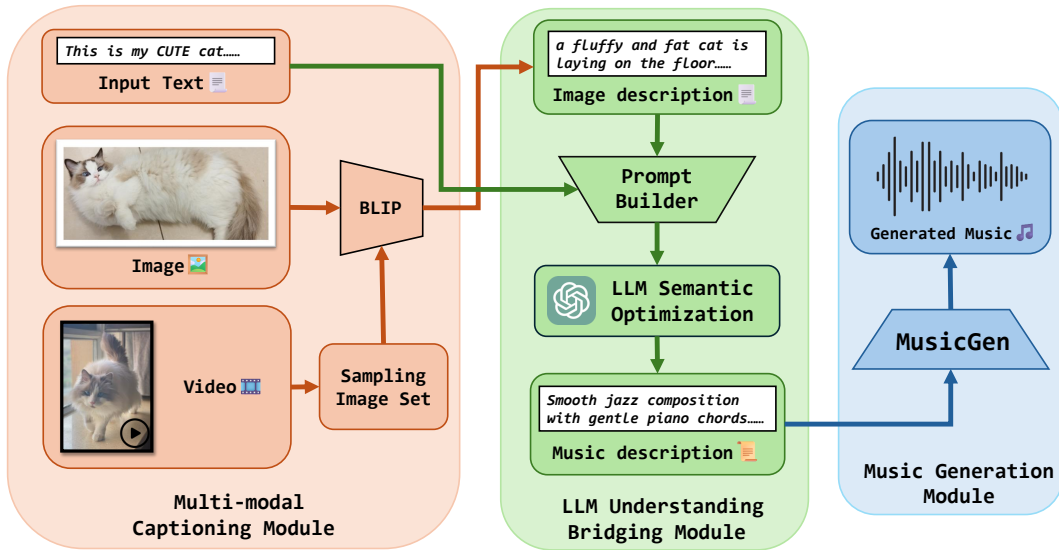 This is my CUTE cat……
Input Text
Image
Video
BLIP
Sampling
Image Set
Multi-modal
Captioning Module
a fluffy and fat cat is
laying on the floor……
Image description
Prompt
Builder
LLM Semantic
Optimization
Smooth jazz composition
with gentle piano chords……
Music description
LLM Understanding
Bridging Module
Generated Music
MusicGen
Music Generation
Module